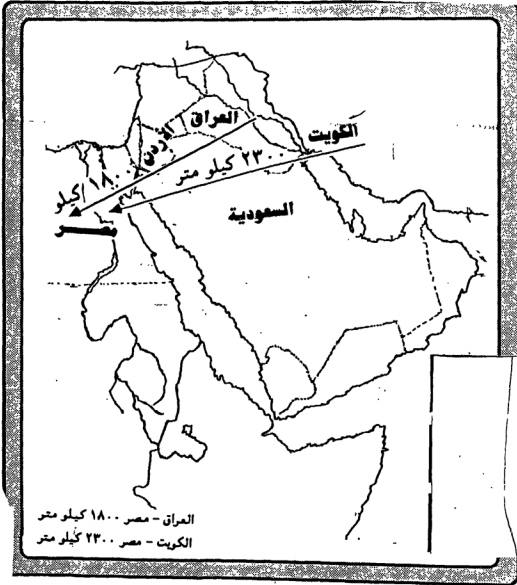 العراق
الأردن
الكويت
٢٣٠٠ كيلو متر
١٨٠٠ كيلو
السعودية
مصر
العراق - مصر ١٨٠٠ كيلو متر
الكويت - مصر ٢٣٠٠ كيلو متر